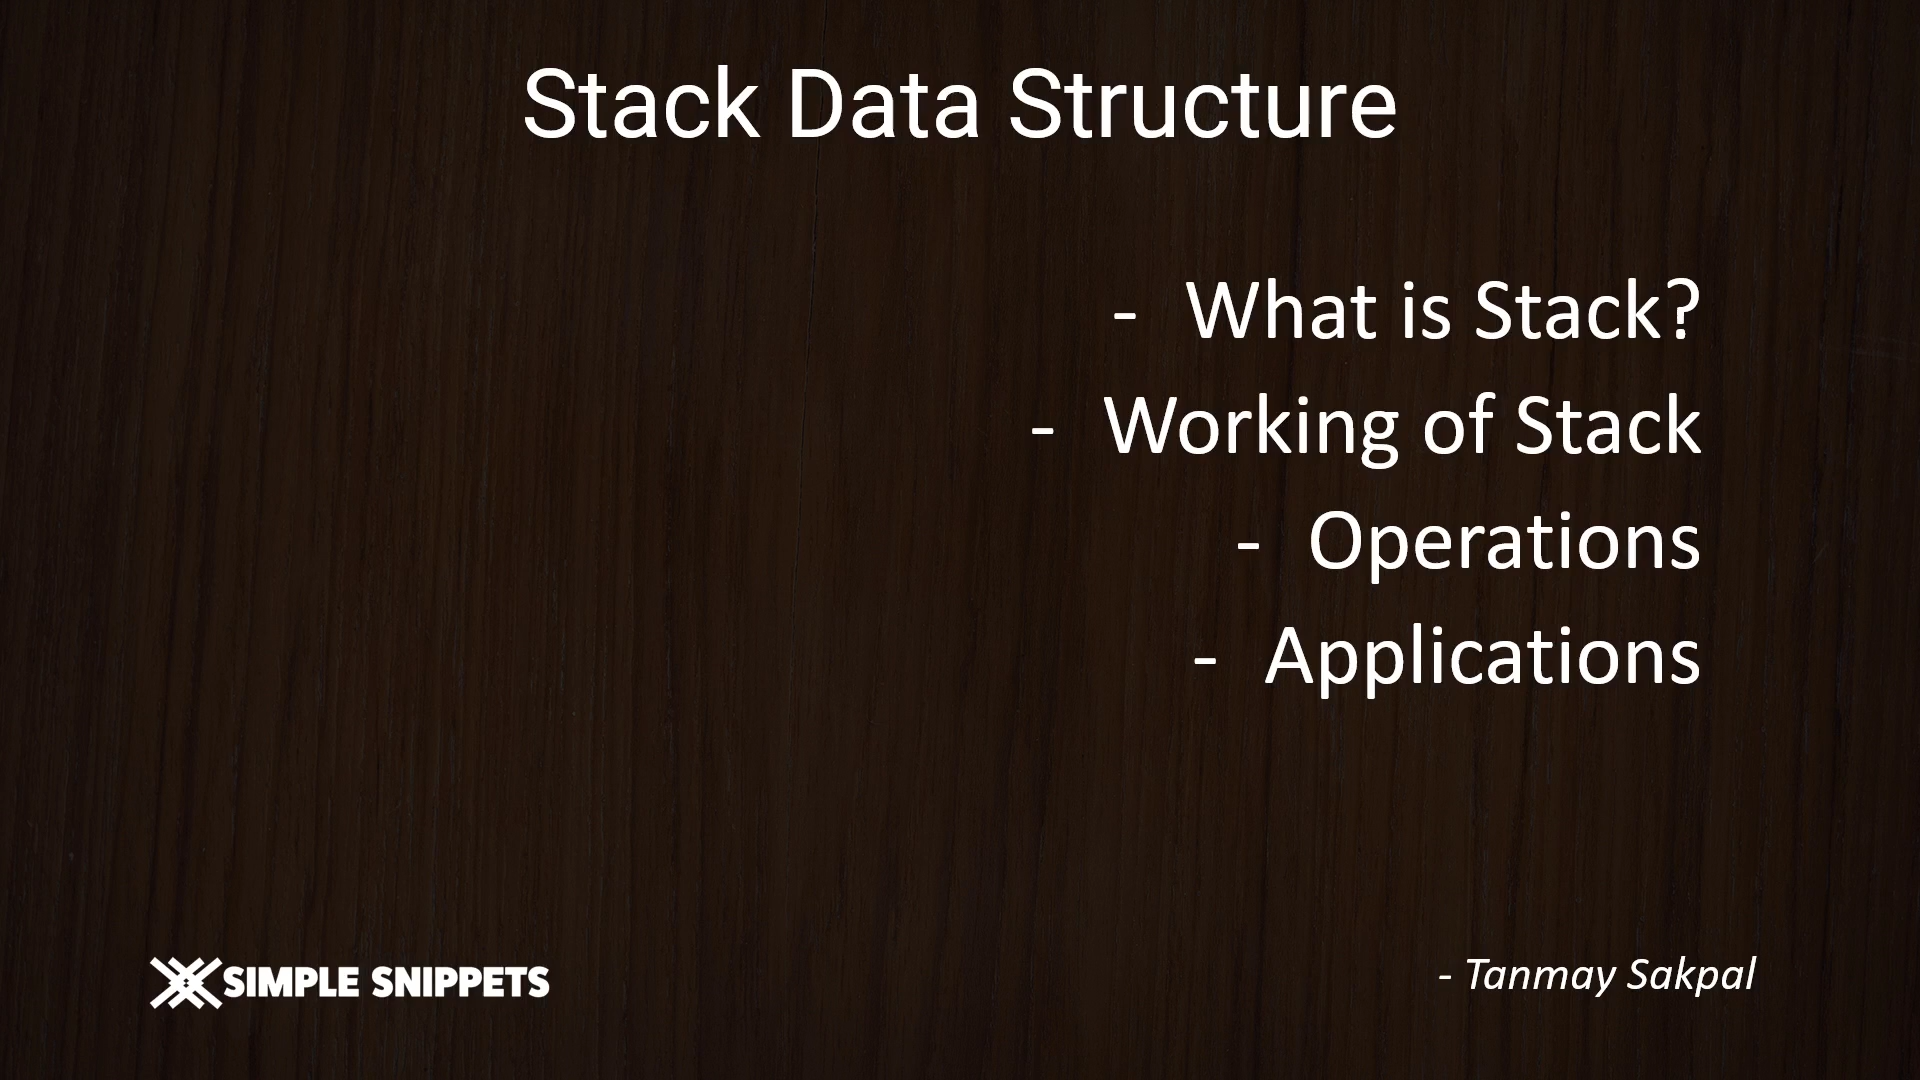 Stack Data Structure
- What is Stack?
- Working of Stack
- Operations
- Applications
SIMPLE SNIPPETS
- Tanmay Sakpal